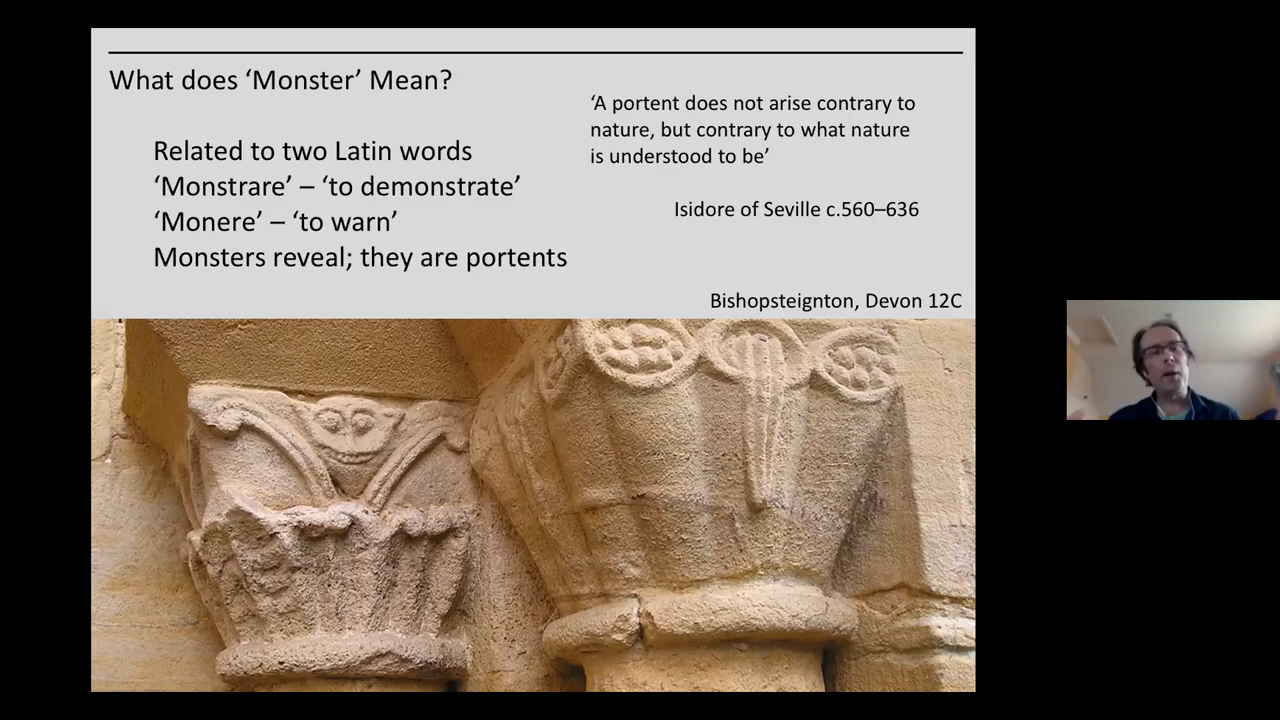 What does ‘Monster’ Mean?
Related to two Latin words
‘Monstrare’ – ‘to demonstrate’
‘Monere’ – ‘to warn’
Monsters reveal; they are portents
‘A portent does not arise contrary to
nature, but contrary to what nature
is understood to be’
Isidore of Seville c.560–636
Bishopsteignton, Devon 12C